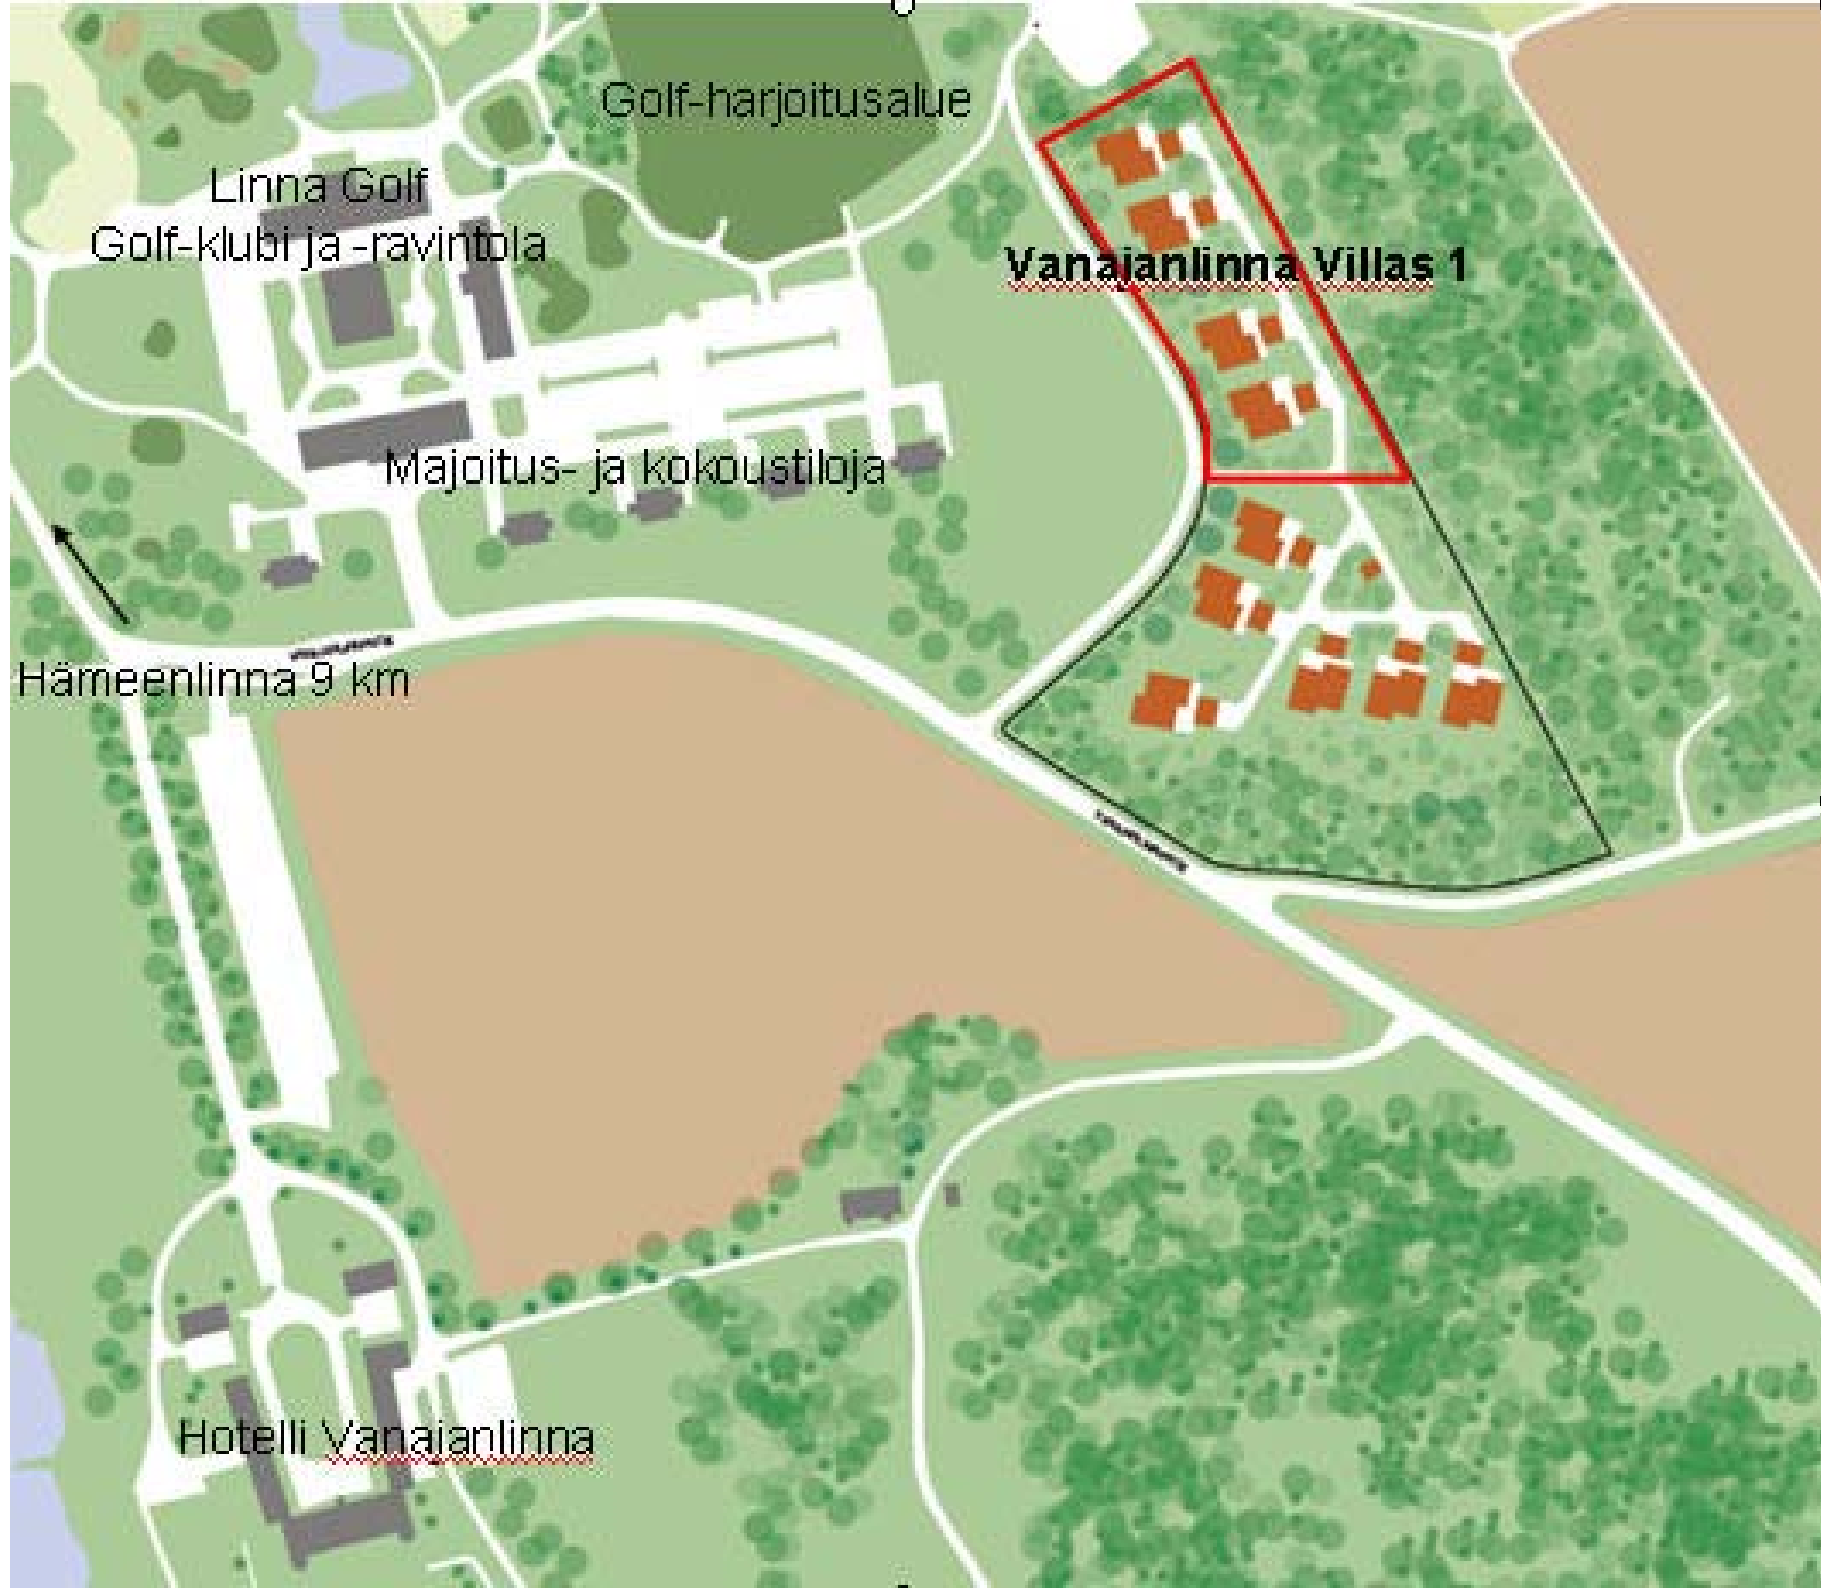 Golf-harjoitusalue
Linna Golf
Golf-klubi ja -ravintola
Vanajanlinna Villas 1
Majoitus- ja kokoustiloja
Hämeenlinna 9 km
Hotelli Vanajanlinna